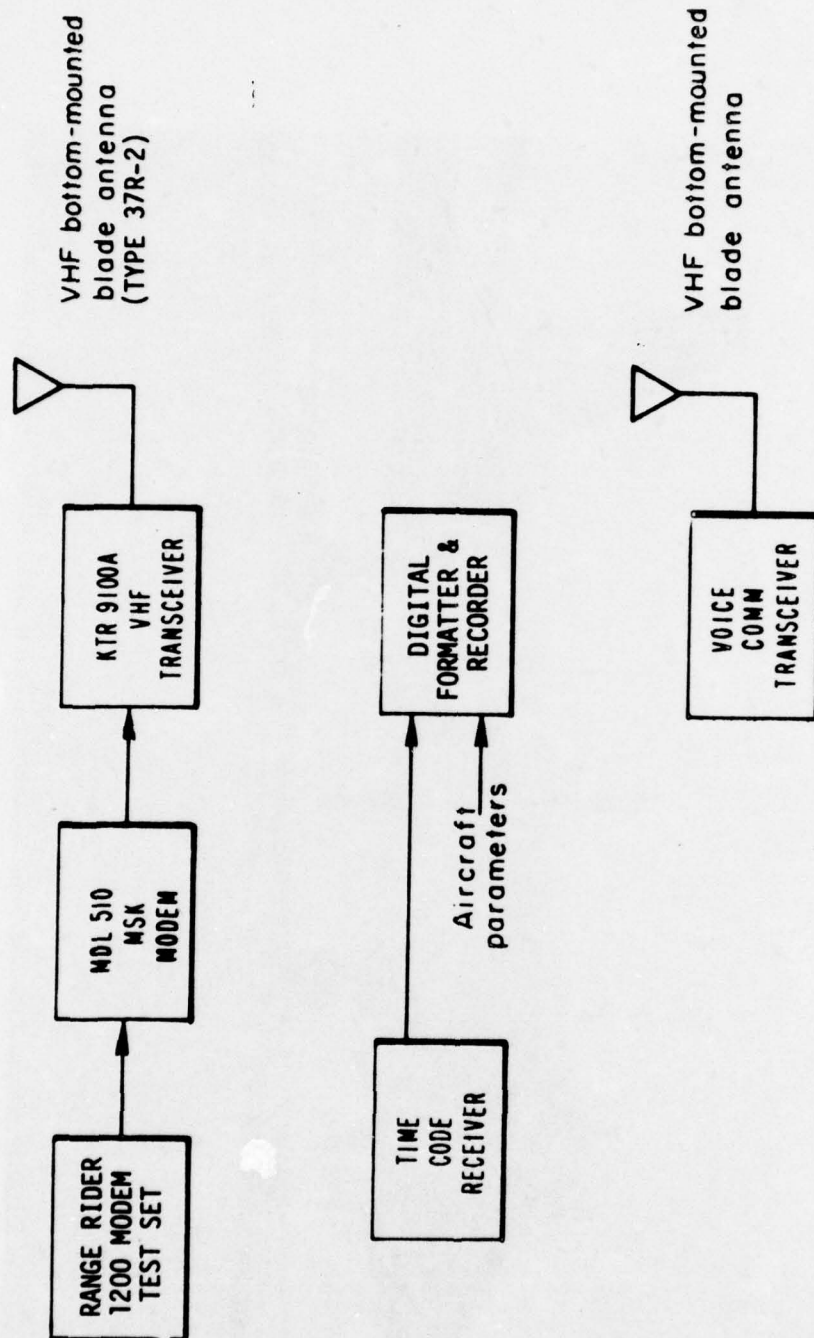 RANGE RIDER
1200 MODEM
TEST SET
MDL 510
MSK
MODEM
KTR 9100A
VHF
TRANSCEIVER
VHF bottom-mounted
blade antenna
(TYPE 37R-2)
TIME
CODE
RECEIVER
Aircraft
parameters
DIGITAL
FORMATTER &
RECORDER
VOICE
COMM
TRANSCEIVER
VHF bottom-mounted
blade antenna